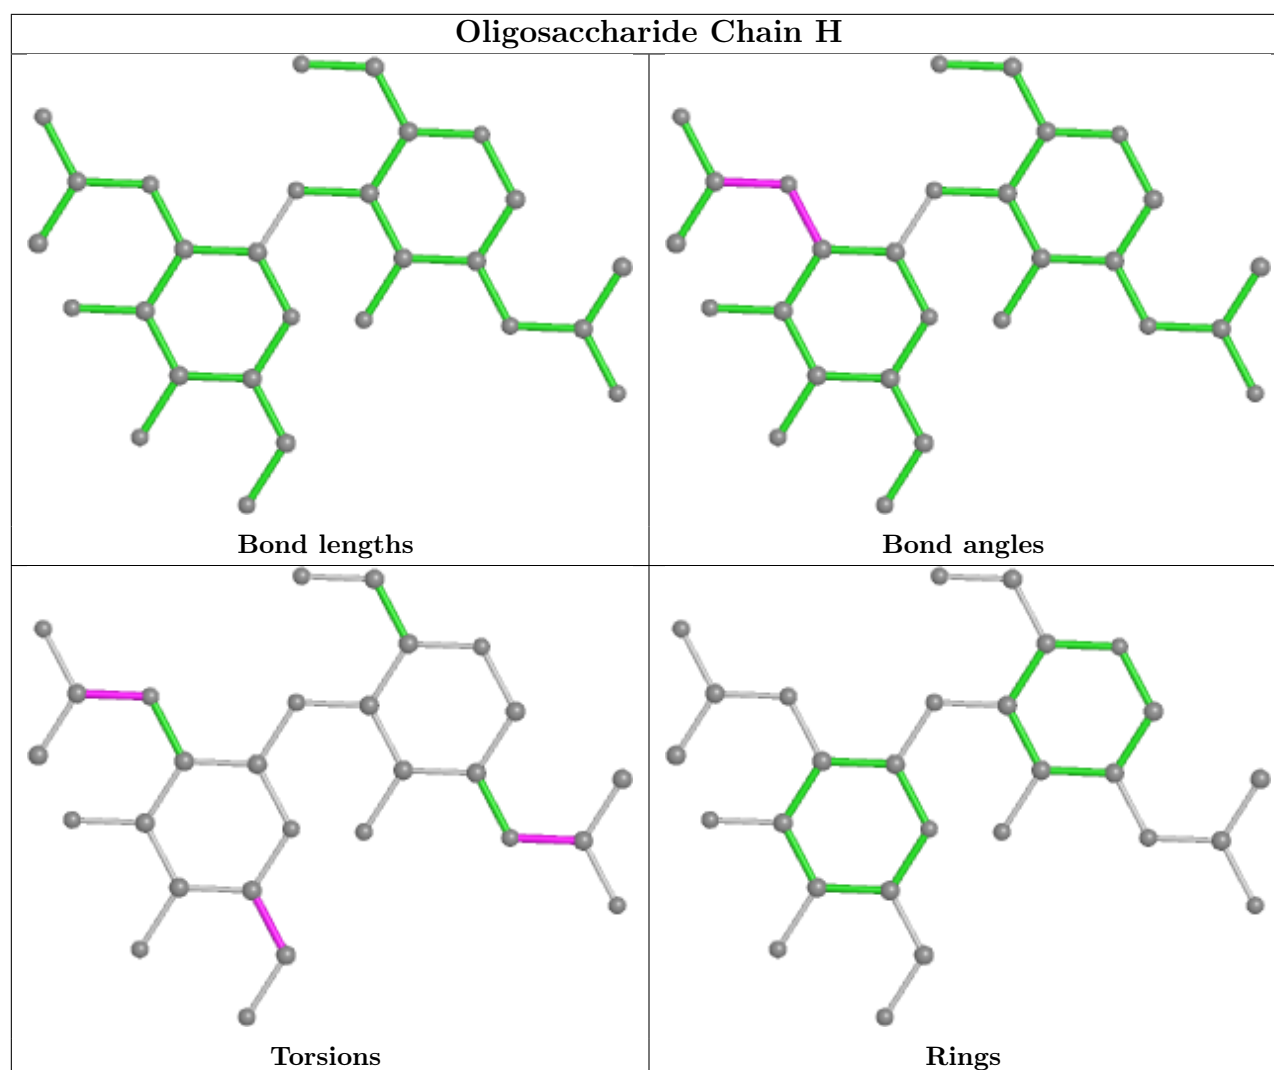 Oligosaccharide Chain H
Bond lengths
Bond angles
Torsions
Rings